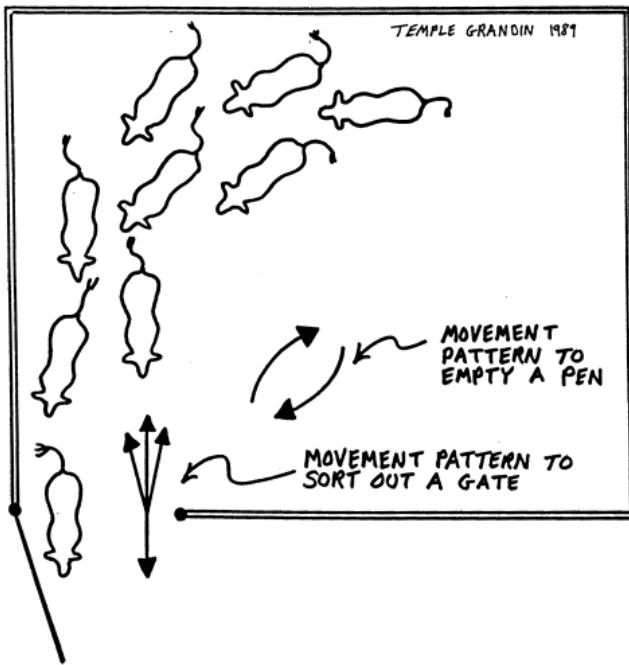 TEMPLE GRANDIN 1989
MOVEMENT
PATTERN TO
EMPTY A PEN
MOVEMENT PATTERN TO
SORT OUT A GATE